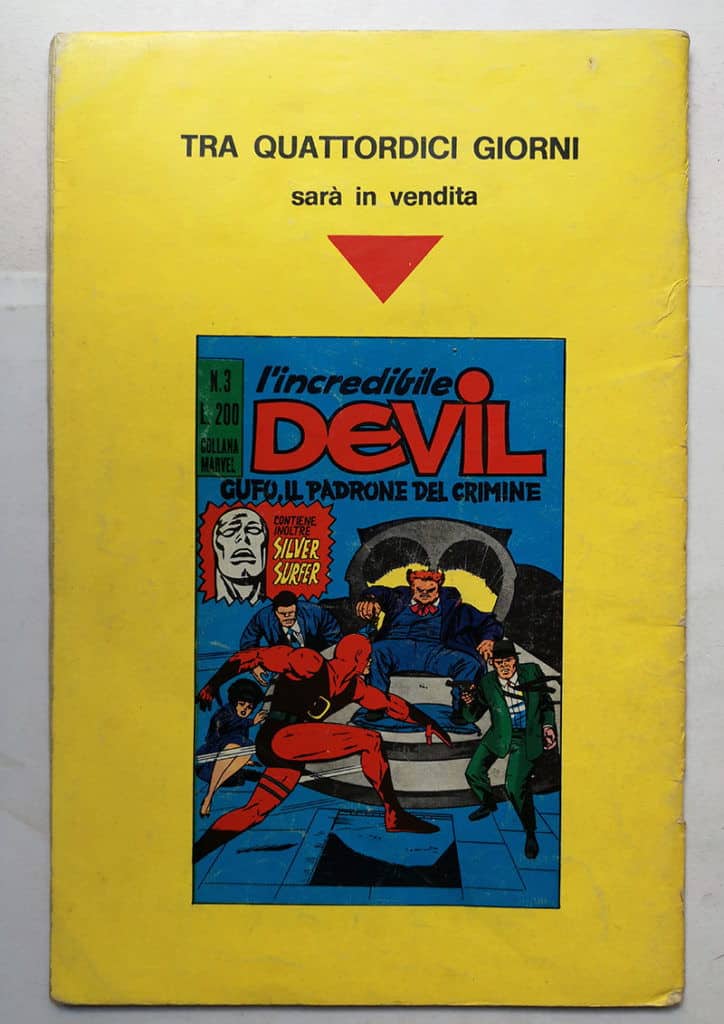 TRA QUATTORDICI GIORNI
sarà in vendita
N.3
L. 200
COLLANA
MARVEL
l'incredibile
DEVIL
GUFO, IL PADRONE DEL CRIMINE
CONTIENE
INOLTRE
SILVER
SURFER